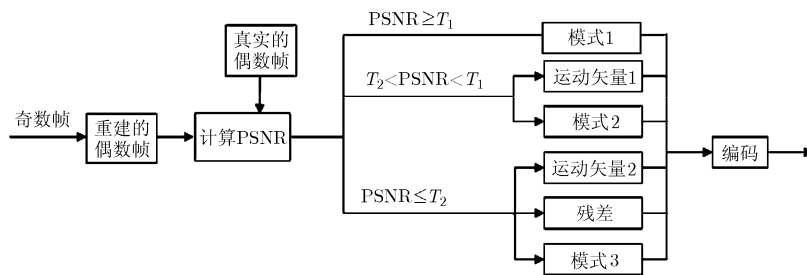 真实的
偶数帧
奇数帧
重建的
偶数帧
计算PSNR
PSNR≥T₁
T₂<PSNR<T₁
PSNR≤T₂
模式1
运动矢量1
模式2
运动矢量2
残差
模式3
编码